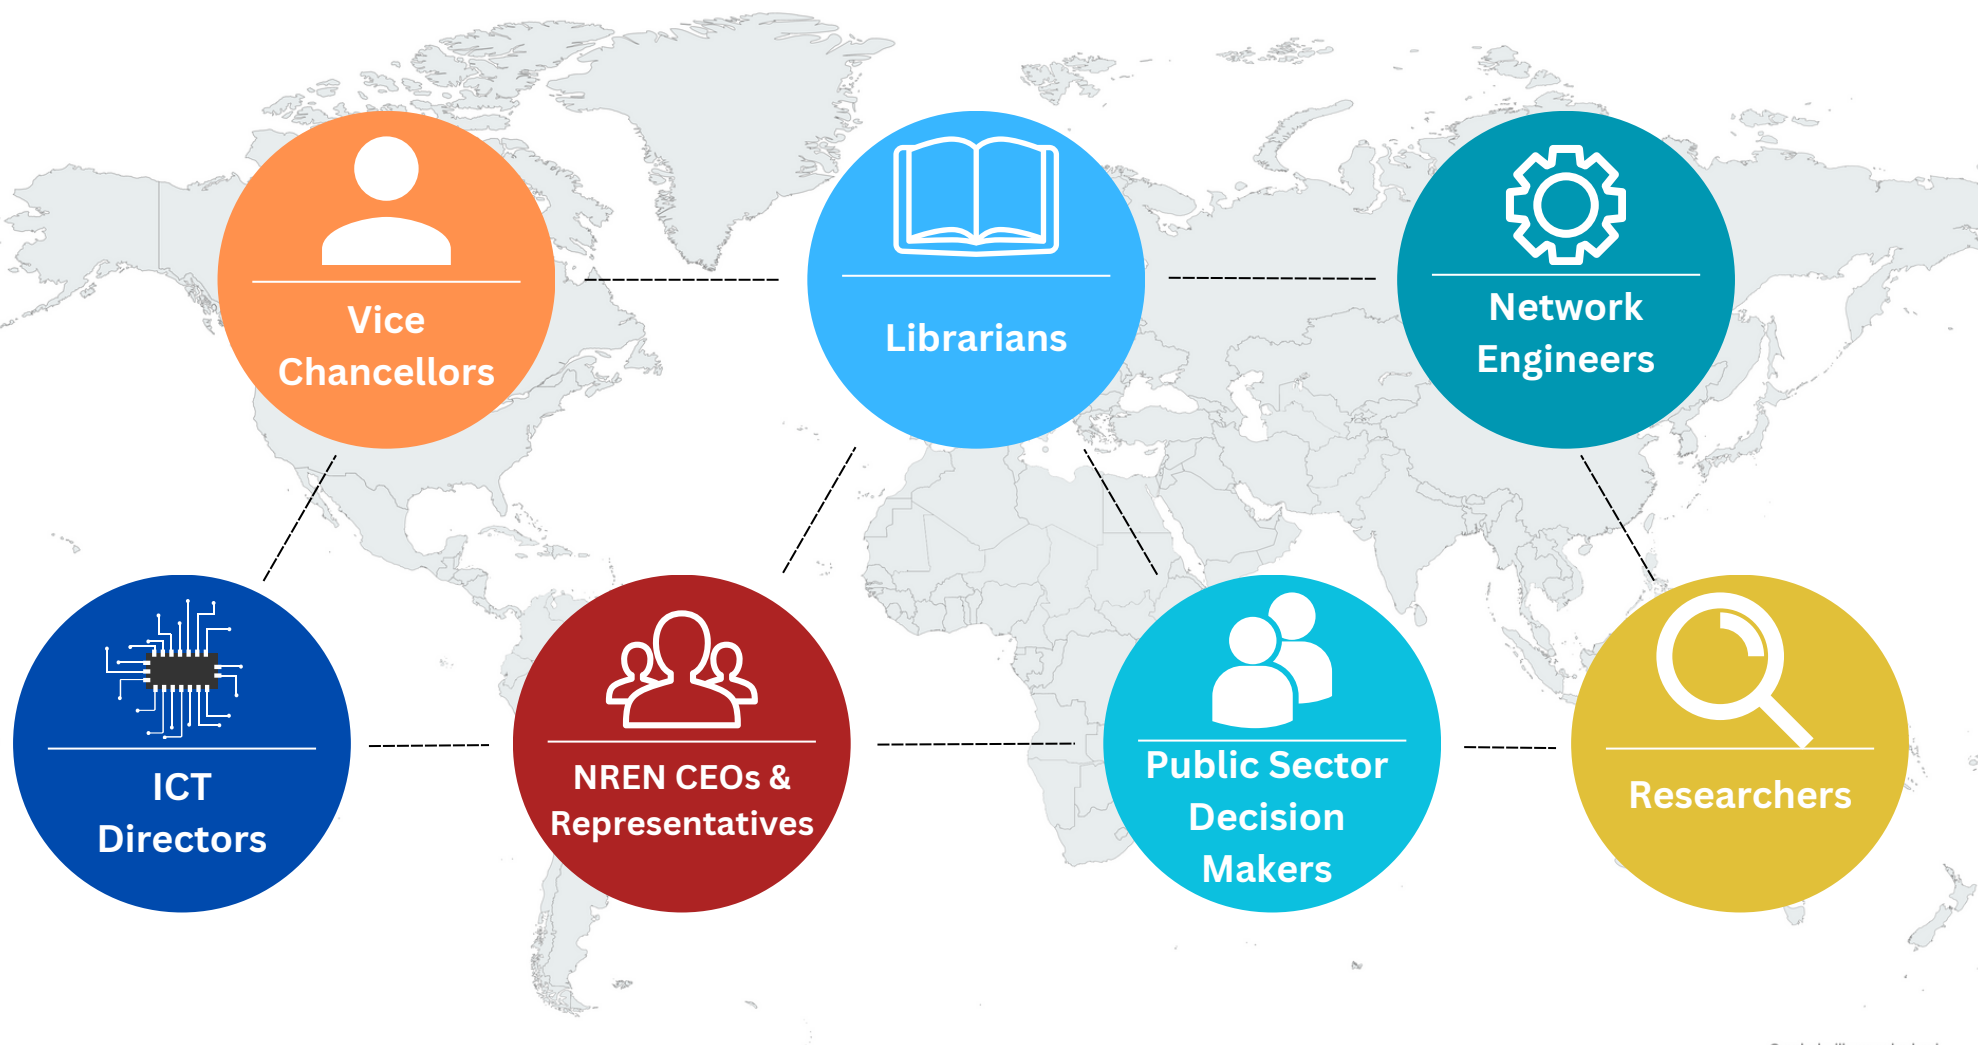 Vice
Chancellors
Librarians
Network
Engineers
ICT
Directors
NREN CEOs &
Representatives
Public Sector
Decision
Makers
Researchers